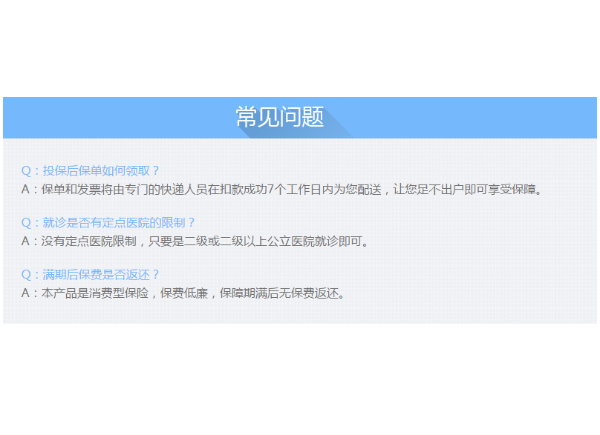 常见问题
Q：投保后保单如何领取？
A：保单和发票将由专门的快递人员在扣款成功7个工作日内为您配送，让您足不出户即可享受保障。
Q：就诊是否有定点医院的限制？
A：没有定点医院限制，只要是二级或二级以上公立医院就诊即可。
Q：满期后保费是否返还？
A：本产品是消费型保险，保费低廉，保障期满后无保费返还。